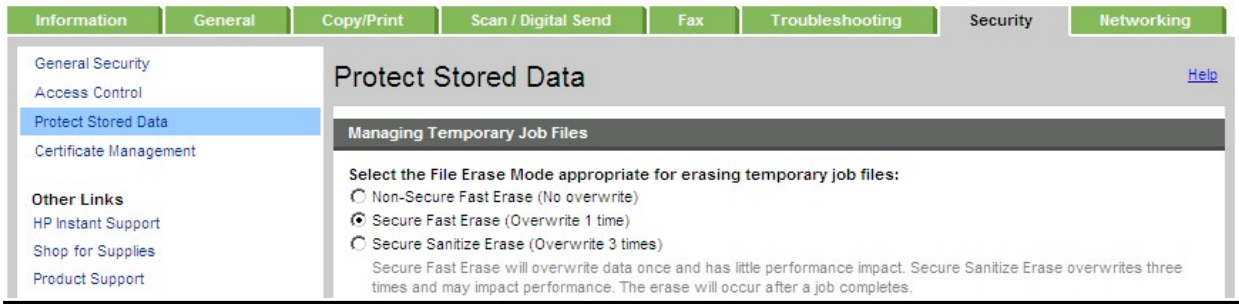 Information General Copy/Print Scan / Digital Send Fax Troubleshooting Security Networking
General Security
Access Control
Protect Stored Data
Certificate Management
Other Links
HP Instant Support
Shop for Supplies
Product Support
Protect Stored Data
Help
Managing Temporary Job Files
Select the File Erase Mode appropriate for erasing temporary job files:
Non-Secure Fast Erase (No overwrite)
Secure Fast Erase (Overwrite 1 time)
Secure Sanitize Erase (Overwrite 3 times)
Secure Fast Erase will overwrite data once and has little performance impact. Secure Sanitize Erase overwrites three
times and may impact performance. The erase will occur after a job completes.